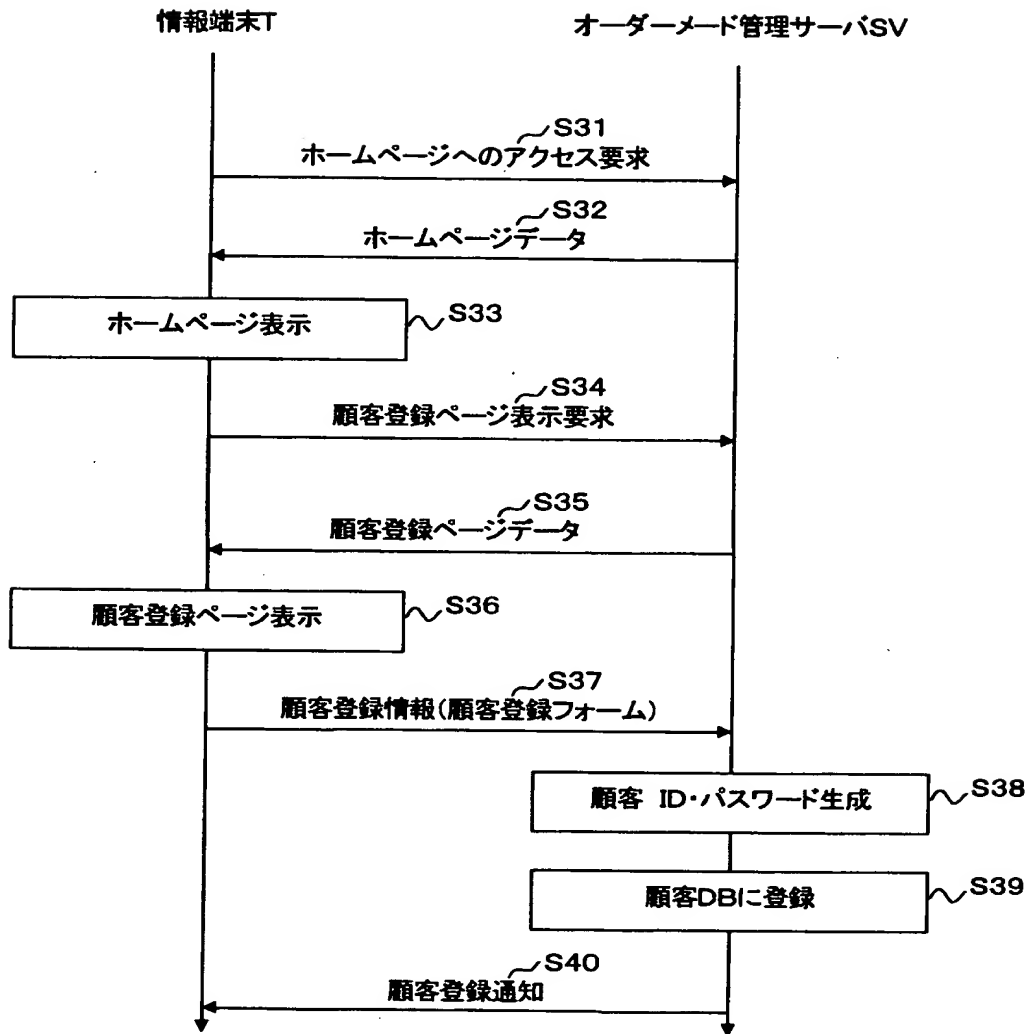 情報端末T
オーダーメード管理サーバSV
S31
ホームページへのアクセス要求
S32
ホームページデータ
ホームページ表示
S33
S34
顧客登録ページ表示要求
S35
顧客登録ページデータ
顧客登録ページ表示
S36
S37
顧客登録情報(顧客登録フォーム)
顧客 ID・パスワード生成
S38
顧客DBに登録
S39
S40
顧客登録通知